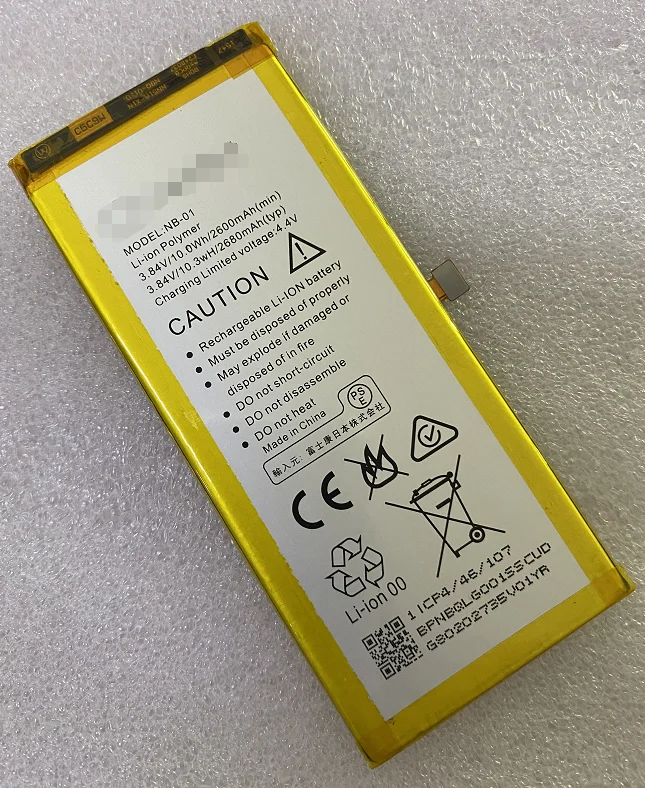 M6293
MODEL:NB-01
Li-ion Polymer
3.84V/10.0Wh/2600mAh(min)
3.84V/10.3wH/2680mAh(typ)
Charging Limited voltage:4.4V
CAUTION
Rechargeable Li-ION battery
Must be disposed of properly
May explode if damaged or
disposed of in fire
DO not short-circuit
DO not disassemble
DO not heat
Made in China
PS
E
輸入元: 富士康日本株式会社
CE
Li-ion 00
1ICP4/46/107
BPNBQLG001SSCUD
G80202735V01YR